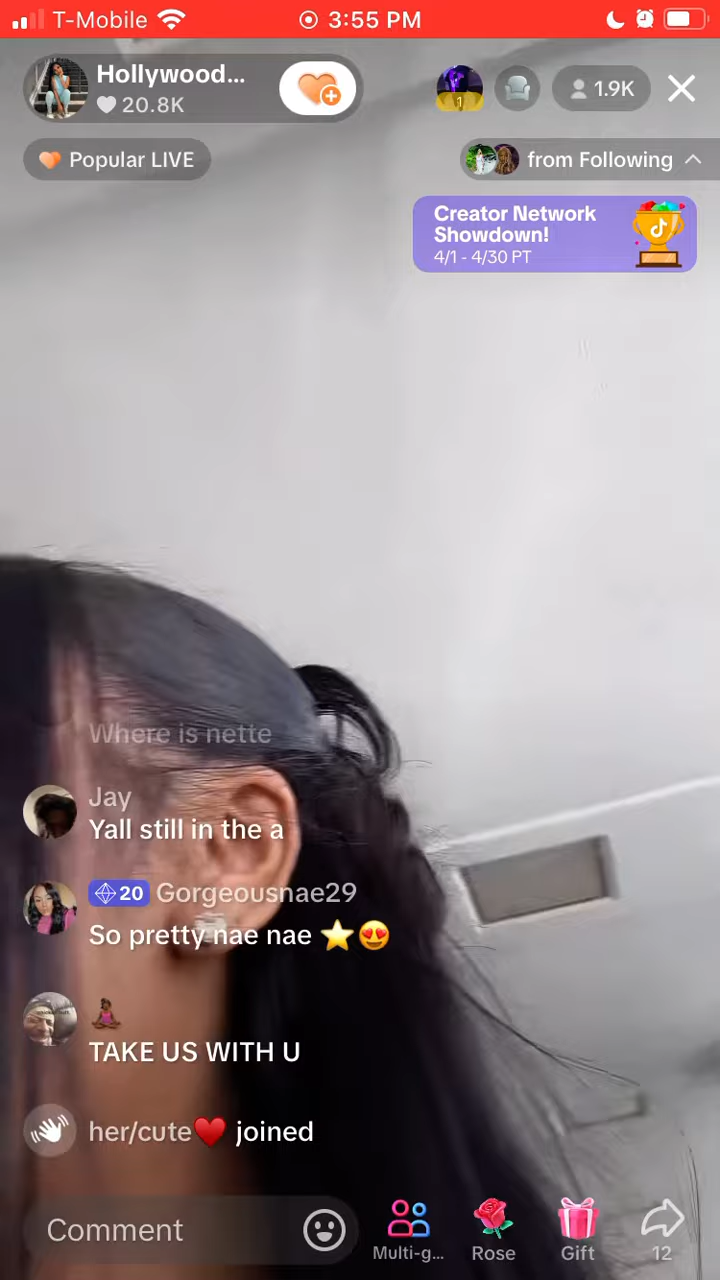 T-Mobile
3:55 PM
Hollywood...
20.8K
1
1.9K
Popular LIVE
from Following
Creator Network
Showdown!
4/1 - 4/30 PT
Where is nette
Jay
Yall still in the a
20 Gorgeousnae29
So pretty nae nae ⭐😍
TAKE US WITH U
her/cute❤️ joined
Comment
Multi-g...
Rose
Gift
12